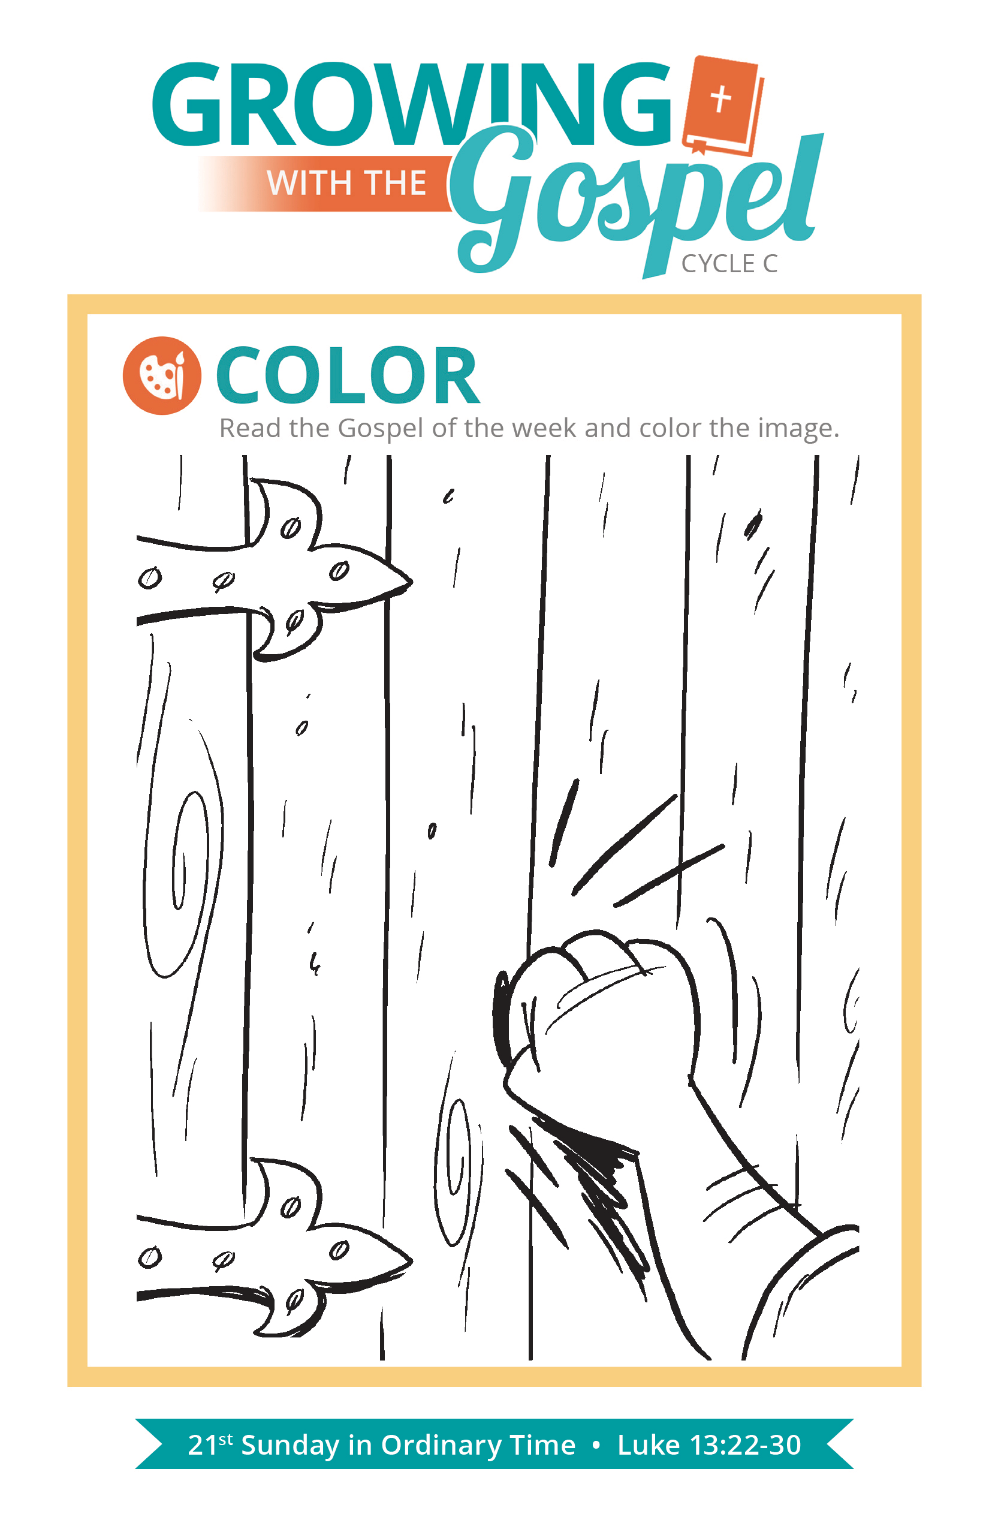 GROWING
WITH THE Gospel
CYCLE C
COLOR
Read the Gospel of the week and color the image.
21st Sunday in Ordinary Time • Luke 13:22-30